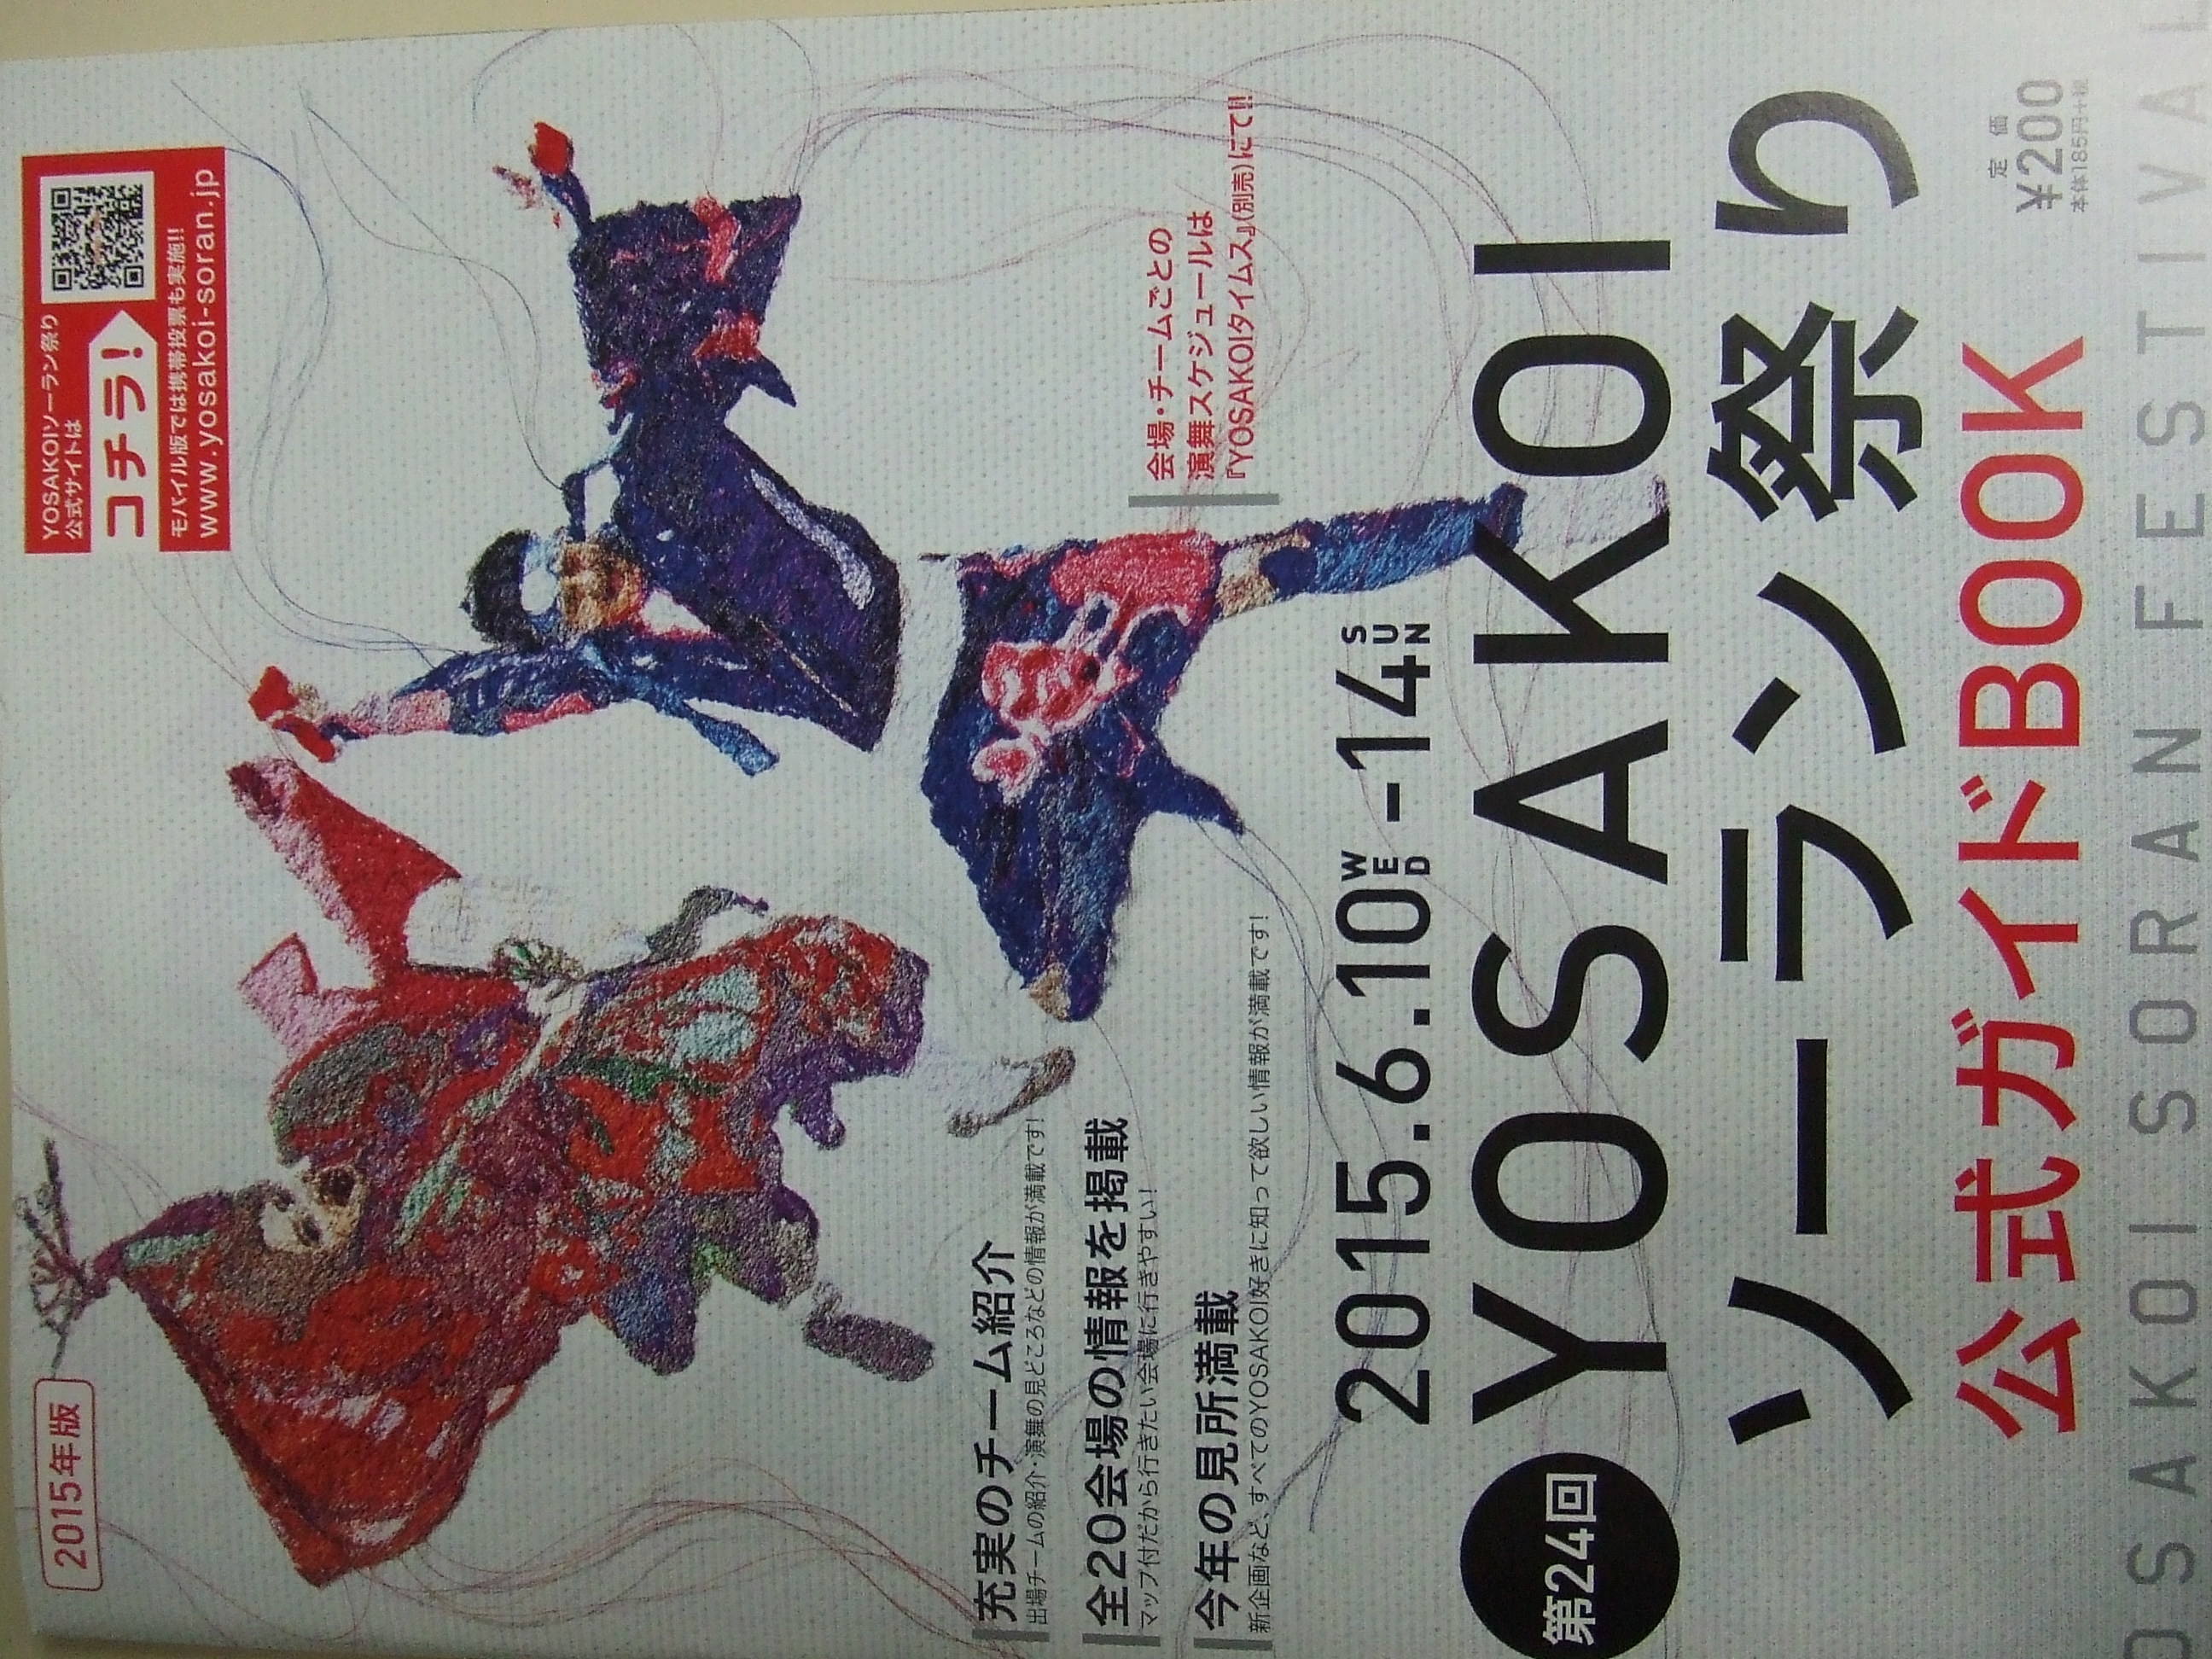 2015年版
YOSAKOIソーラン祭り
公式サイトは
コチラ!
モバイル版では携帯投票も実施!!
www.yosakoi-soran.jp
充実のチーム紹介
出場チームの紹介・演舞の見どころなどの情報が満載です!
全20会場の情報を掲載
マップ付だから行きたい会場に行きやすい!
今年の見所満載
新企画など、すべてのYOSAKOI好きに知って欲しい情報が満載です!
会場・チームごとの
演舞スケジュールは
『YOSAKOIタイムス』(別売)にて!!
2015.6.10WED-14SUN
第24回
YOSAKOI
ソーラン祭り
公式ガイドBOOK
定価
¥200
本体185円+税
OSAKOI SORAN FESTIVAL